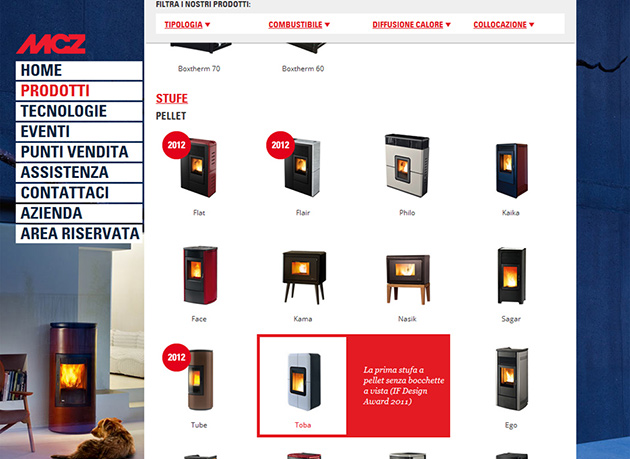 FILTRA I NOSTRI PRODOTTI:
TIPOLOGIA COMBUSTIBILE DIFFUSIONE CALORE COLLOCAZIONE
MCZ
HOME
PRODOTTI
TECNOLOGIE
EVENTI
PUNTI VENDITA
ASSISTENZA
CONTATTACI
AZIENDA
AREA RISERVATA
Boxtherm 70 Boxtherm 60
STUFE
PELLET
2012 2012
Flat Flair Philo Kaika
Face Kama Nasik Sagar
2012
La prima stufa a
pellet senza bocchette
a vista (IF Design
Award 2011)
Tube Toba Ego